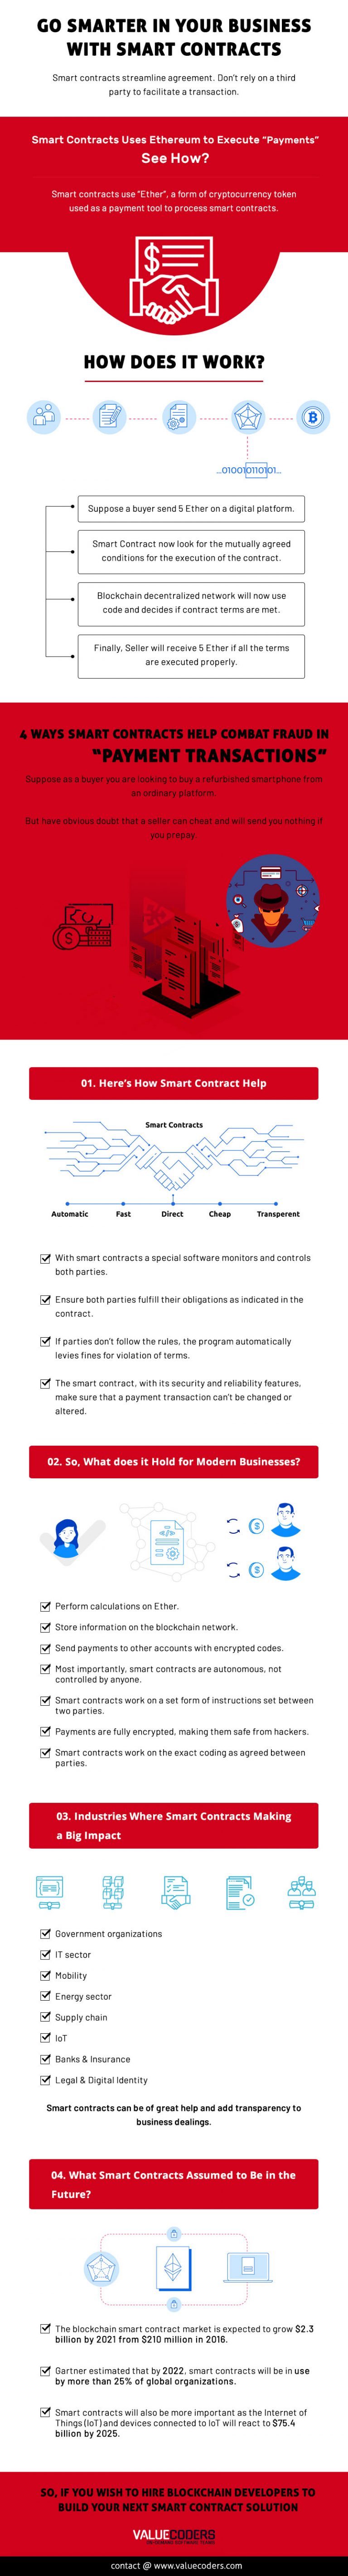 GO SMARTER IN YOUR BUSINESS
WITH SMART CONTRACTS
Smart contracts streamline agreement. Don't rely on a third
party to facilitate a transaction.
Smart Contracts Uses Ethereum to Execute "Payments"
See How?
Smart contracts use "Ether", a form of cryptocurrency token
used as a payment tool to process smart contracts.
HOW DOES IT WORK?
...010010110101...
Suppose a buyer send 5 Ether on a digital platform.
Smart Contract now look for the mutually agreed
conditions for the execution of the contract.
Blockchain decentralized network will now use
code and decides if contract terms are met.
Finally, Seller will receive 5 Ether if all the terms
are executed properly.
4 WAYS SMART CONTRACTS HELP COMBAT FRAUD IN
"PAYMENT TRANSACTIONS"
Suppose as a buyer you are looking to buy a refurbished smartphone from
an ordinary platform.
But have obvious doubt that a seller can cheat and will send you nothing if
you prepay.
01. Here's How Smart Contract Help
Smart Contracts
Automatic Fast Direct Cheap Transperent
With smart contracts a special software monitors and controls
both parties.
Ensure both parties fulfill their obligations as indicated in the
contract.
If parties don't follow the rules, the program automatically
levies fines for violation of terms.
The smart contract, with its security and reliability features,
make sure that a payment transaction can't be changed or
altered.
02. So, What does it Hold for Modern Businesses?
Perform calculations on Ether.
Store information on the blockchain network.
Send payments to other accounts with encrypted codes.
Most importantly, smart contracts are autonomous, not
controlled by anyone.
Smart contracts work on a set form of instructions set between
two parties.
Payments are fully encrypted, making them safe from hackers.
Smart contracts work on the exact coding as agreed between
parties.
03. Industries Where Smart Contracts Making
a Big Impact
Government organizations
IT sector
Mobility
Energy sector
Supply chain
IoT
Banks & Insurance
Legal & Digital Identity
Smart contracts can be of great help and add transparency to
business dealings.
04. What Smart Contracts Assumed to Be in the
Future?
The blockchain smart contract market is expected to grow $2.3
billion by 2021 from $210 million in 2016.
Gartner estimated that by 2022, smart contracts will be in use
by more than 25% of global organizations.
Smart contracts will also be more important as the Internet of
Things (IoT) and devices connected to IoT will react to $75.4
billion by 2025.
SO, IF YOU WISH TO HIRE BLOCKCHAIN DEVELOPERS TO
BUILD YOUR NEXT SMART CONTRACT SOLUTION
VALUECODERS
contact @ www.valuecoders.com